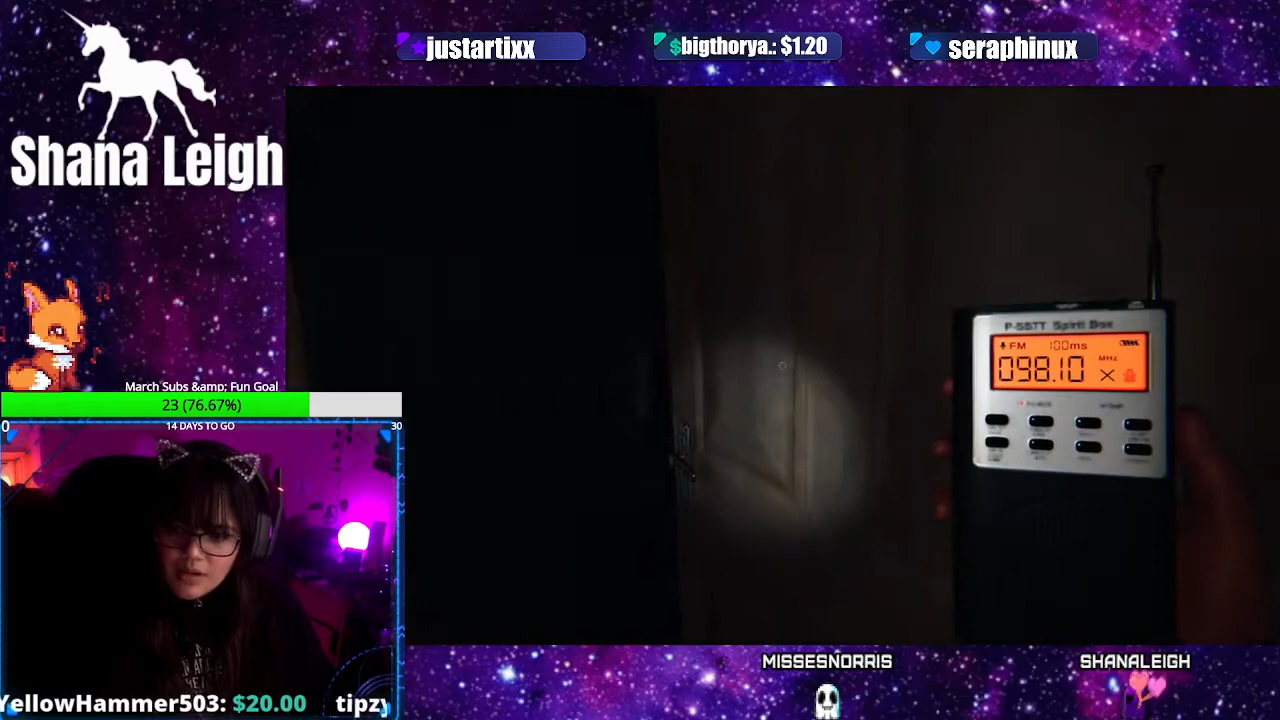 justartixx
$bigthorya.: $1.20
seraphinux
Shana Leigh
P-SB7T Spirit Box
FM 100ms
098.10 MHz
March Subs &amp; Fun Goal
23 (76.67%)
0 14 DAYS TO GO 30
MISSESNORRIS
SHANALEIGH
YellowHammer503: $20.00 tipzy